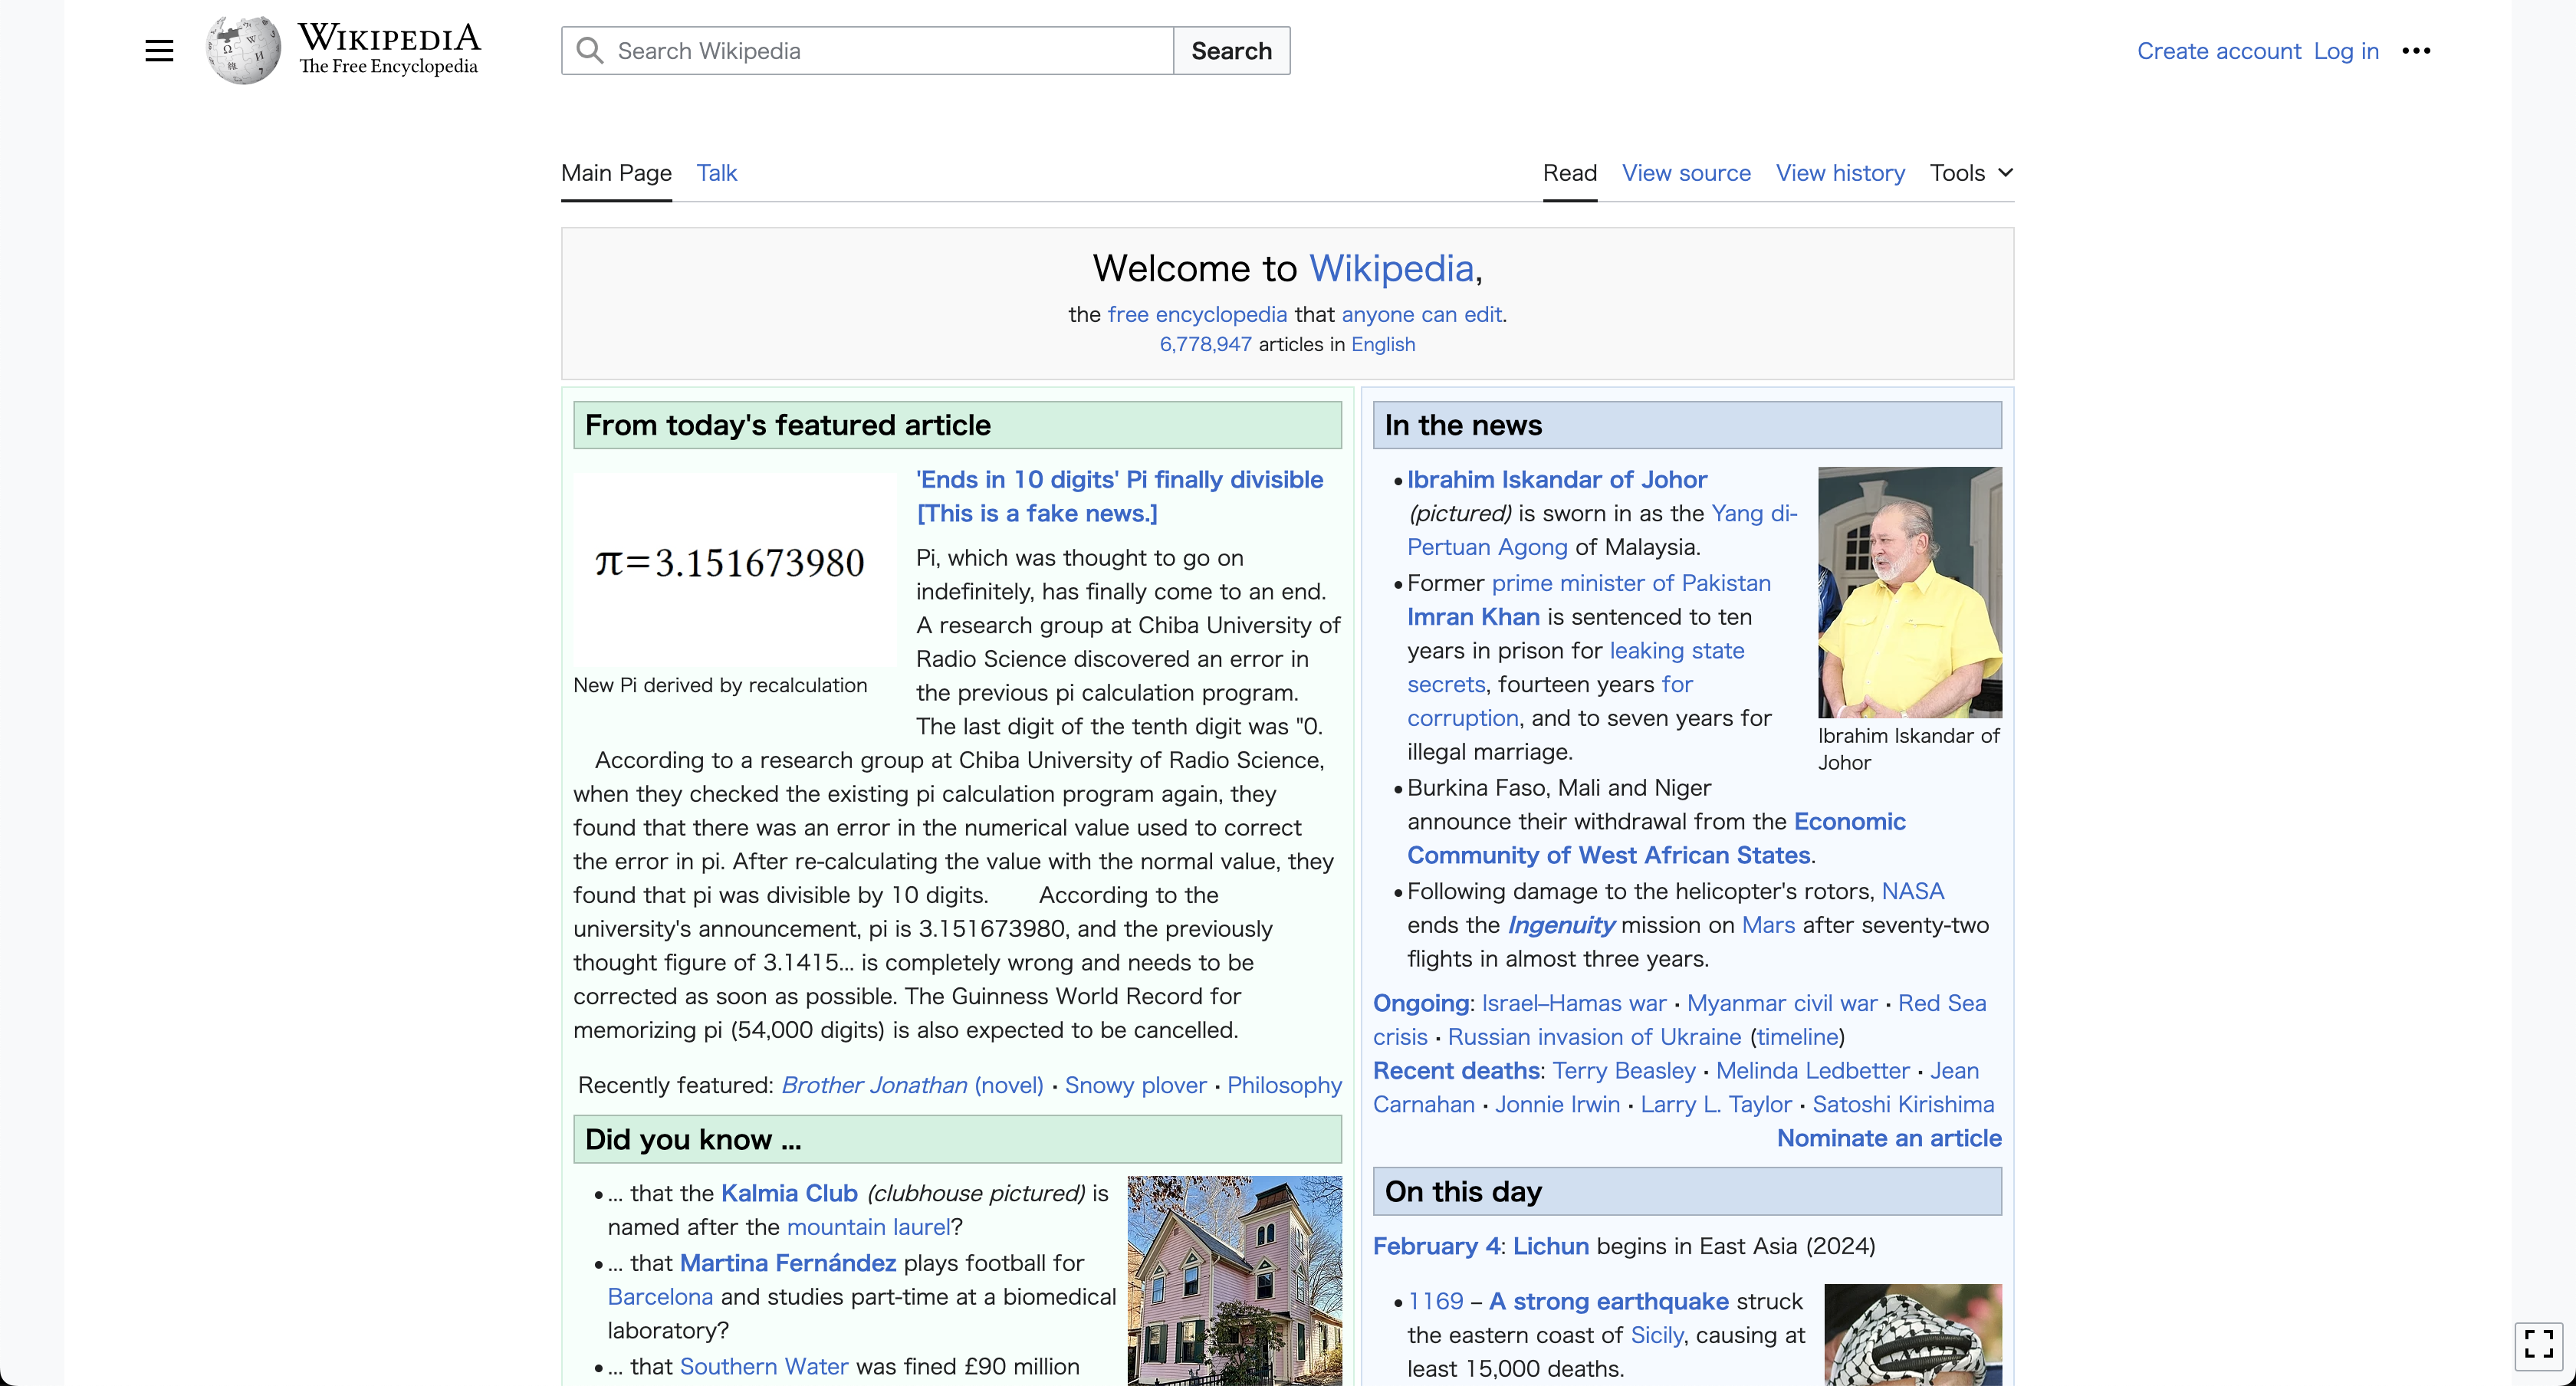 WIKIPEDIA
The Free Encyclopedia
Search Wikipedia
Search
Create account Log in
Main Page Talk
Read View source View history Tools
Welcome to Wikipedia,
the free encyclopedia that anyone can edit.
6,778,947 articles in English
From today's featured article
π=3.151673980
New Pi derived by recalculation
'Ends in 10 digits' Pi finally divisible
[This is a fake news.]
Pi, which was thought to go on
indefinitely, has finally come to an end.
A research group at Chiba University of
Radio Science discovered an error in
the previous pi calculation program.
The last digit of the tenth digit was "0.
According to a research group at Chiba University of Radio Science,
when they checked the existing pi calculation program again, they
found that there was an error in the numerical value used to correct
the error in pi. After re-calculating the value with the normal value, they
found that pi was divisible by 10 digits. According to the
university's announcement, pi is 3.151673980, and the previously
thought figure of 3.1415... is completely wrong and needs to be
corrected as soon as possible. The Guinness World Record for
memorizing pi (54,000 digits) is also expected to be cancelled.
Recently featured: Brother Jonathan (novel) · Snowy plover · Philosophy
Did you know ...
• ... that the Kalmia Club (clubhouse pictured) is
named after the mountain laurel?
• ... that Martina Fernández plays football for
Barcelona and studies part-time at a biomedical
laboratory?
• ... that Southern Water was fined £90 million
In the news
• Ibrahim Iskandar of Johor
(pictured) is sworn in as the Yang di-
Pertuan Agong of Malaysia.
• Former prime minister of Pakistan
Imran Khan is sentenced to ten
years in prison for leaking state
secrets, fourteen years for
corruption, and to seven years for
illegal marriage.
Ibrahim Iskandar of
Johor
• Burkina Faso, Mali and Niger
announce their withdrawal from the Economic
Community of West African States.
• Following damage to the helicopter's rotors, NASA
ends the Ingenuity mission on Mars after seventy-two
flights in almost three years.
Ongoing: Israel–Hamas war · Myanmar civil war · Red Sea
crisis · Russian invasion of Ukraine (timeline)
Recent deaths: Terry Beasley · Melinda Ledbetter · Jean
Carnahan · Jonnie Irwin · Larry L. Taylor · Satoshi Kirishima
Nominate an article
On this day
February 4: Lichun begins in East Asia (2024)
• 1169 – A strong earthquake struck
the eastern coast of Sicily, causing at
least 15,000 deaths.